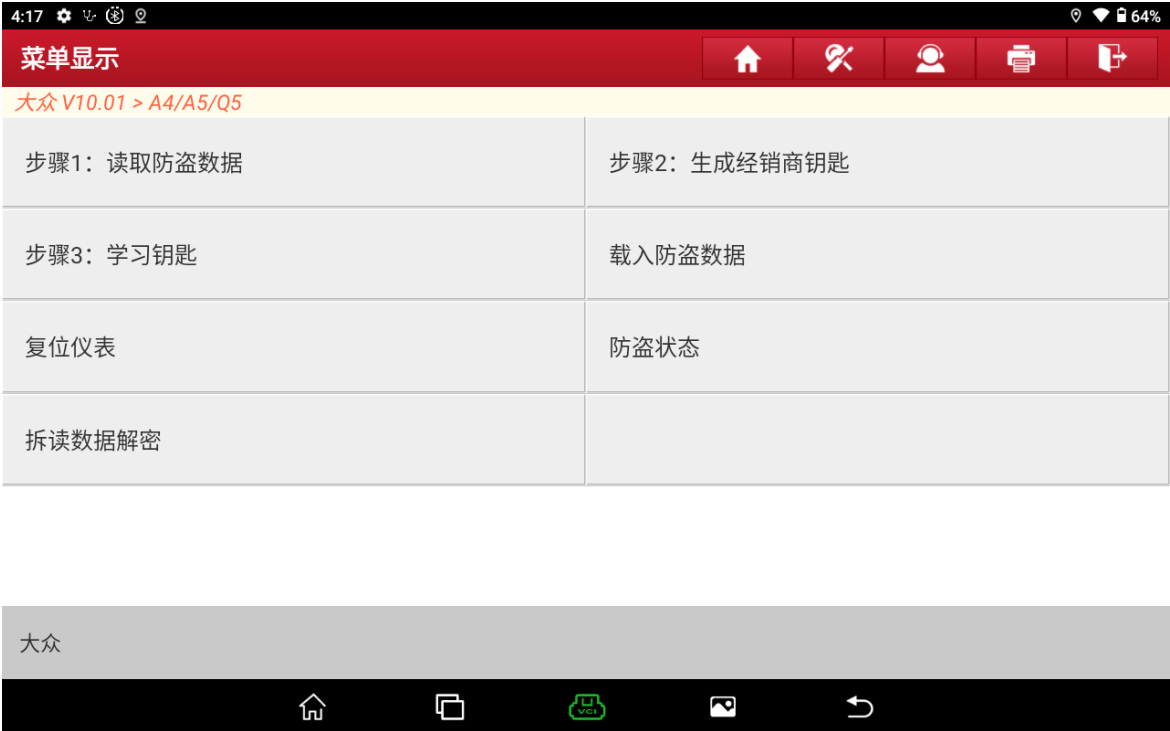 4:17
64%
菜单显示
大众 V10.01 > A4/A5/Q5
步骤1：读取防盗数据
步骤2：生成经销商钥匙
步骤3：学习钥匙
载入防盗数据
复位仪表
防盗状态
拆读数据解密
大众
VCI